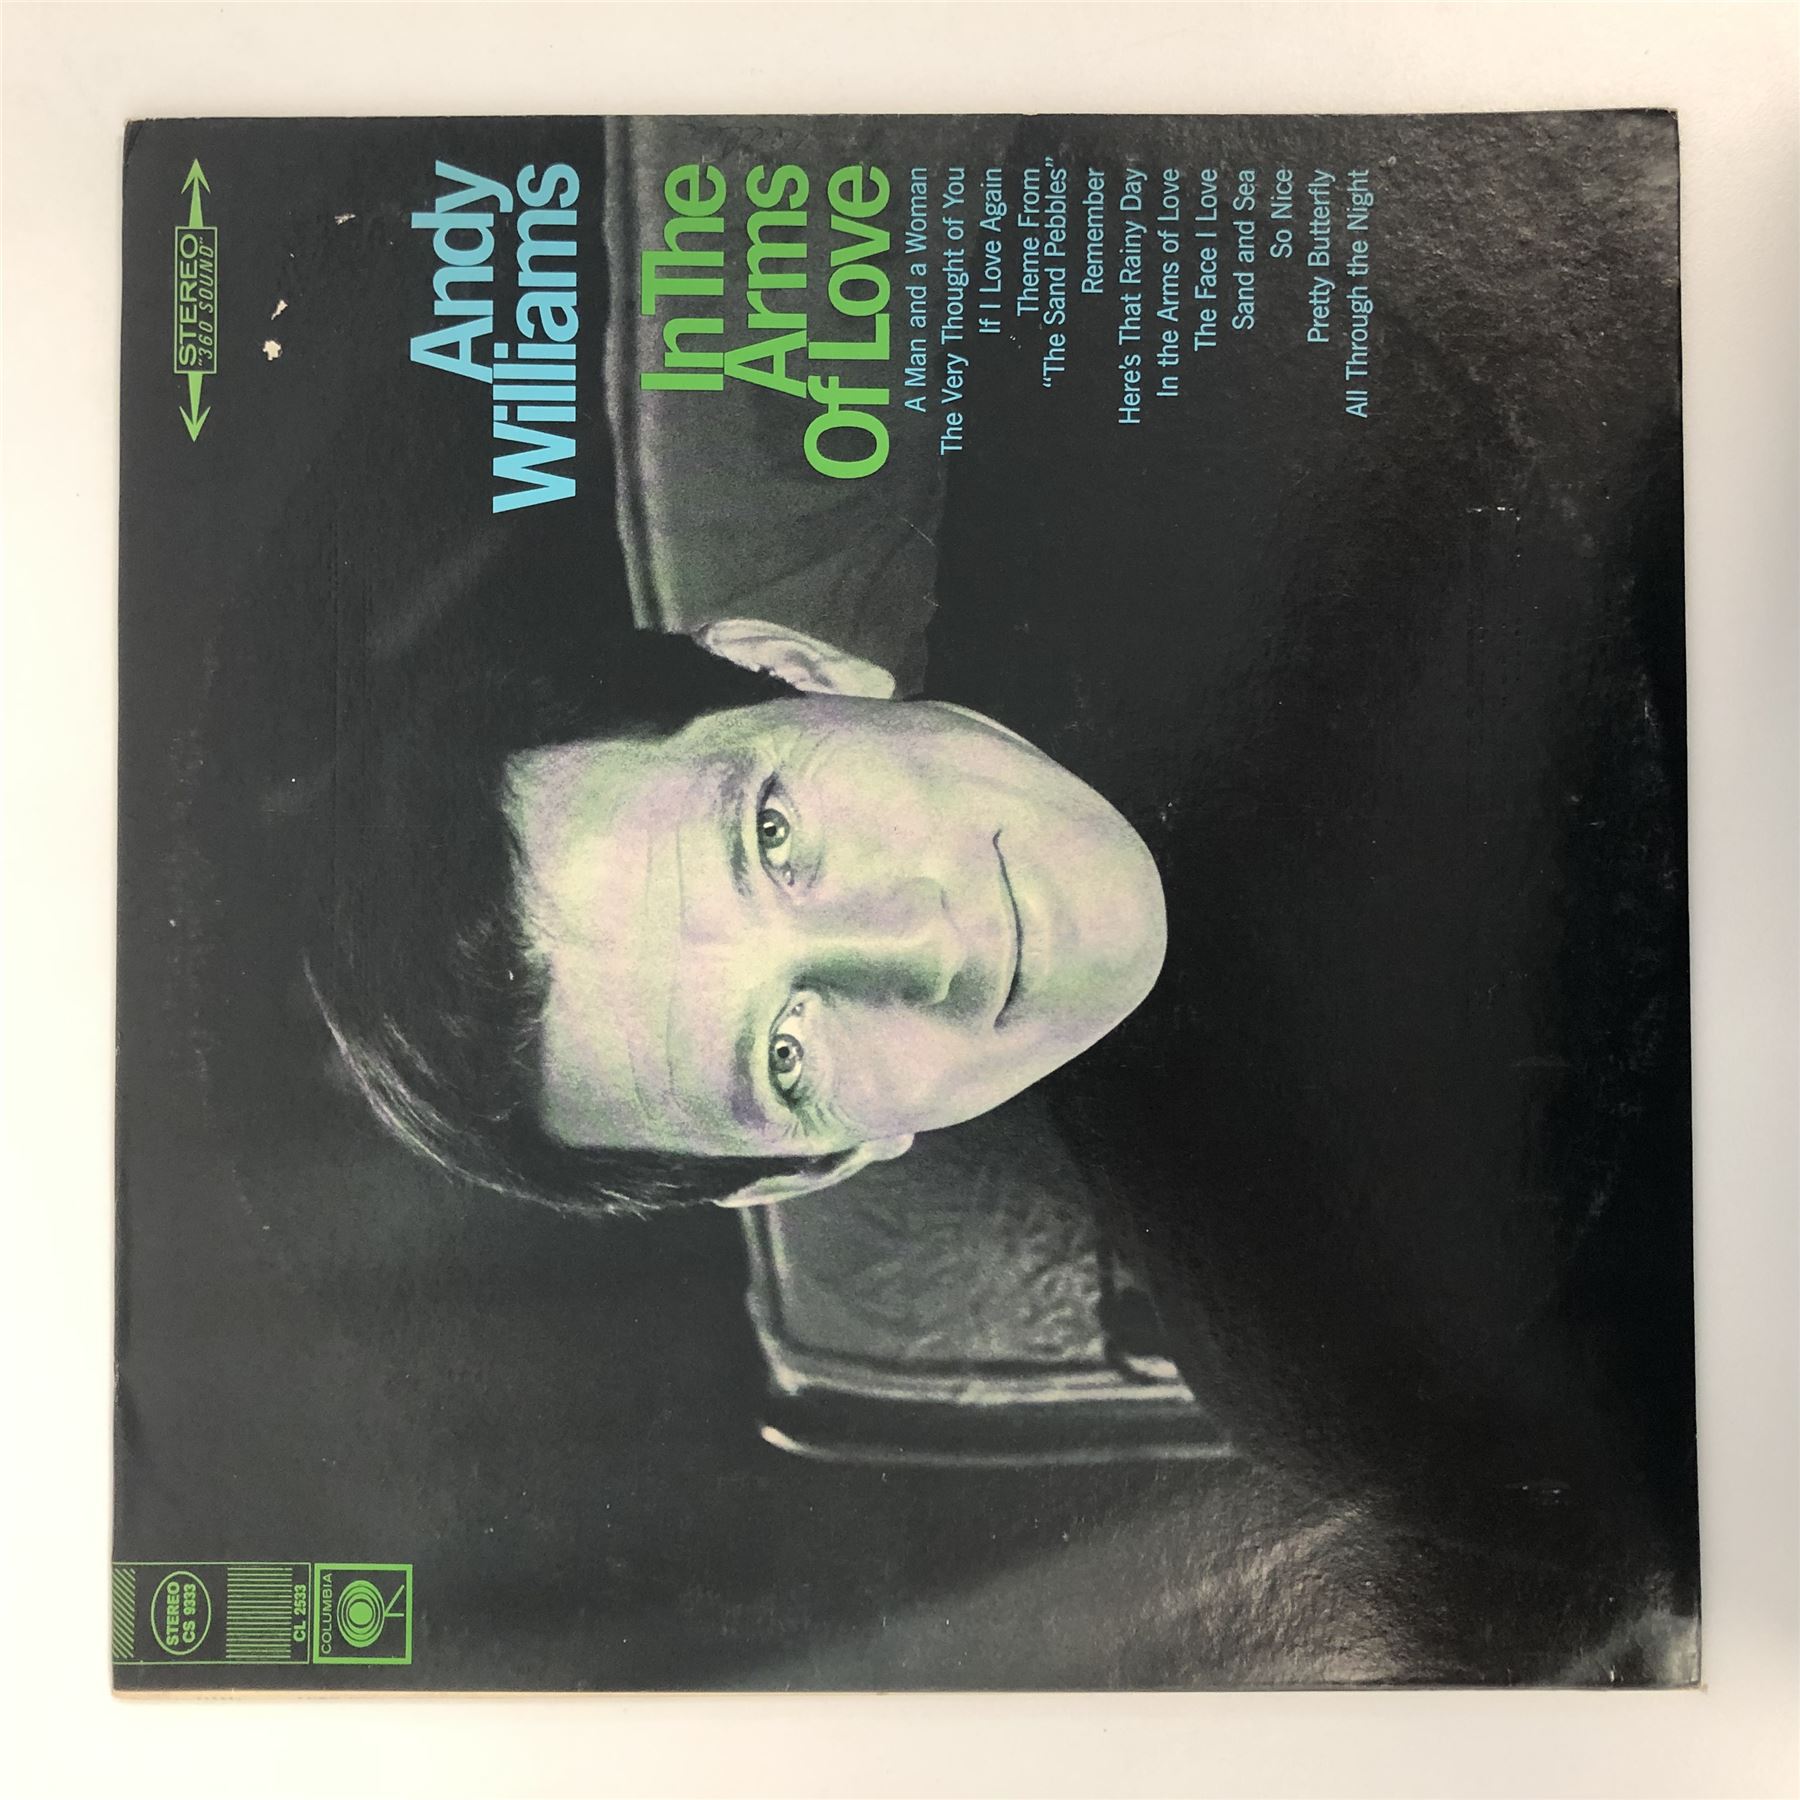 STEREO
"360 SOUND"
STEREO
CS 9333
CL 2533
COLUMBIA
Andy
Williams
In The
Arms
Of Love
A Man and a Woman
The Very Thought of You
If I Love Again
Theme From
“The Sand Pebbles”
Remember
Here's That Rainy Day
In the Arms of Love
The Face I Love
Sand and Sea
So Nice
Pretty Butterfly
All Through the Night